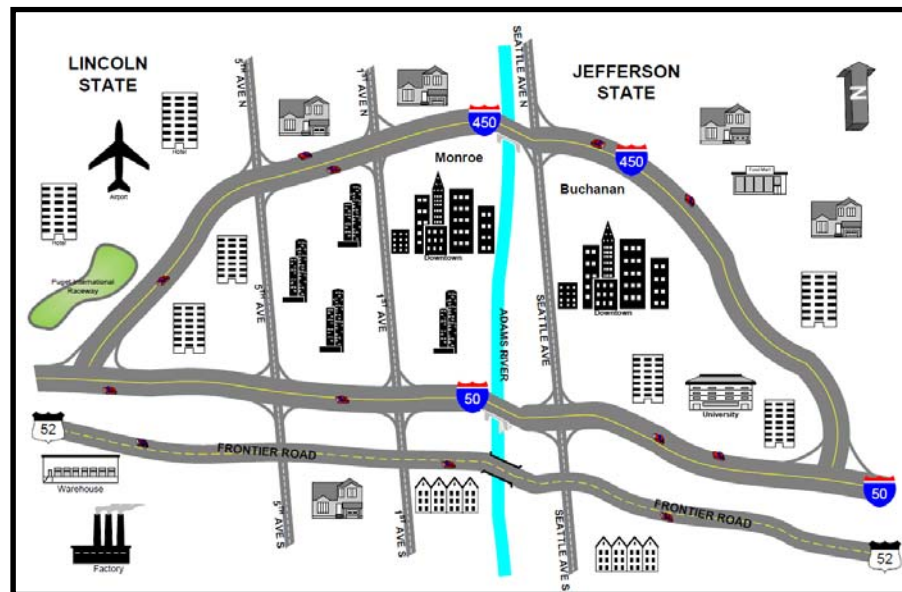 LINCOLN
STATE
5TH AVE N
1ST AVE N
SEATTLE AVE N
JEFFERSON
STATE
N
Hotel
Airport
450
450
Monroe
Buchanan
Food Mart
Hotel
Downtown
Puget International
Raceway
5TH AVE
1ST AVE
ADAMS RIVER
SEATTLE AVE
Downtown
University
50
52
FRONTIER ROAD
Warehouse
50
5TH AVE S
1ST AVE S
SEATTLE AVE S
FRONTIER ROAD
52
Factory